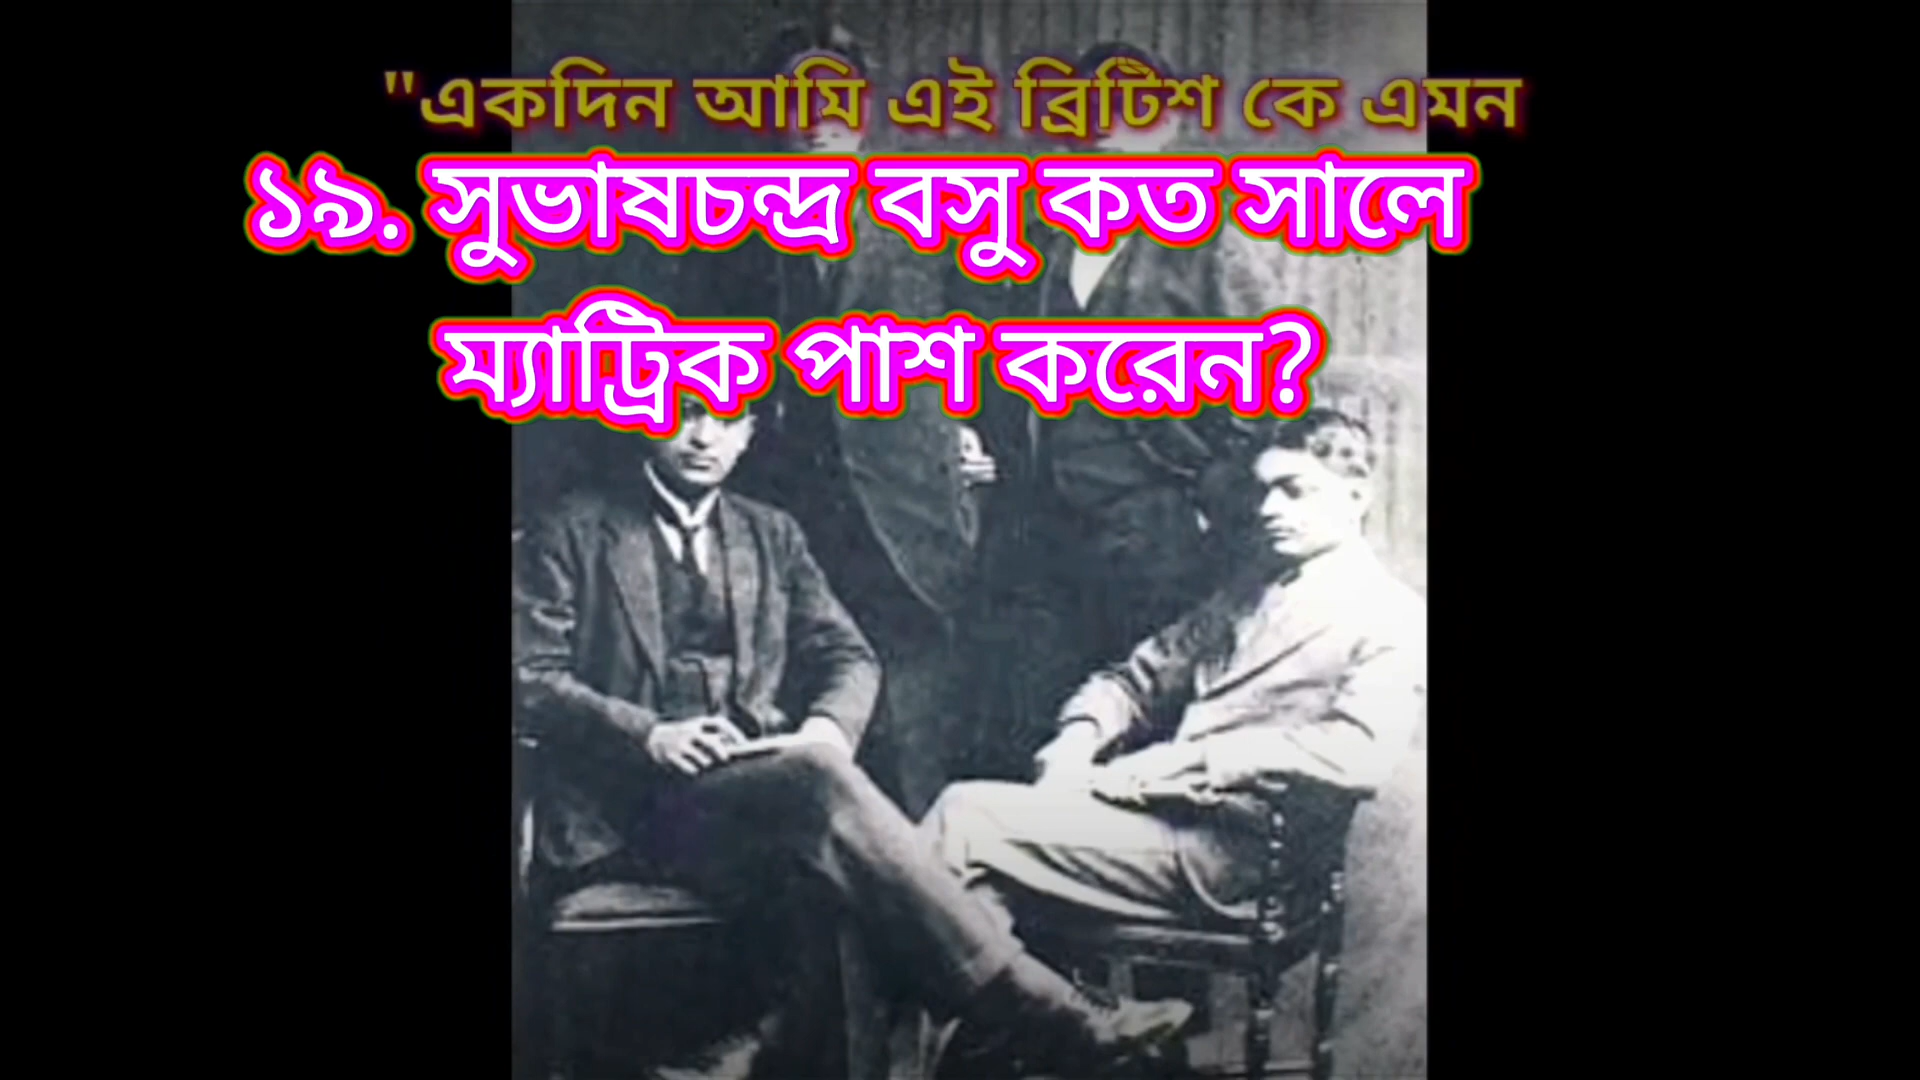 "একদিন আমি এই ব্রিটিশ কে এমন
১৯. সুভাষচন্দ্র বসু কত সালে
ম্যাট্রিক পাশ করেন?